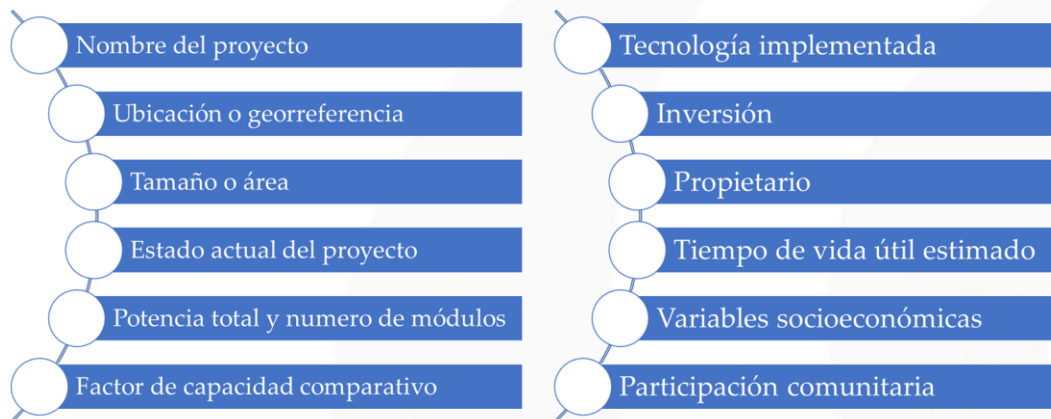 Nombre del proyecto
Ubicación o georreferencia
Tamaño o área
Estado actual del proyecto
Potencia total y numero de módulos
Factor de capacidad comparativo
Tecnología implementada
Inversión
Propietario
Tiempo de vida útil estimado
Variables socioeconómicas
Participación comunitaria